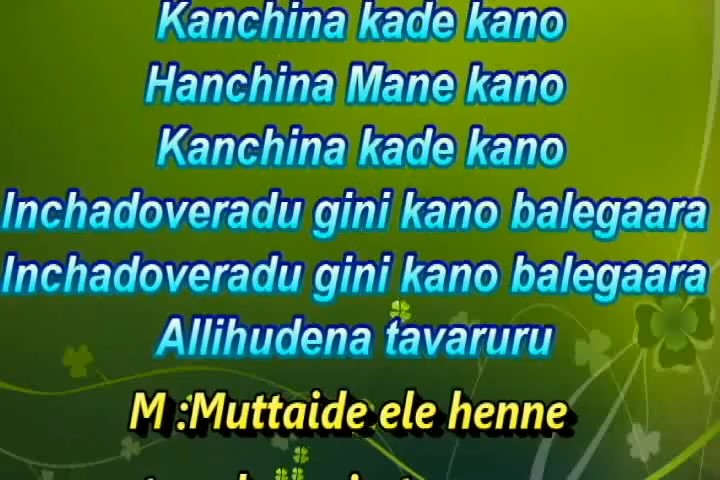 Kanchina kade kano
Hanchina Mane kano
Kanchina kade kano
Inchadoveradu gini kano balegaara
Inchadoveradu gini kano balegaara
Allihudena tavaruru
M :Muttaide ele henne